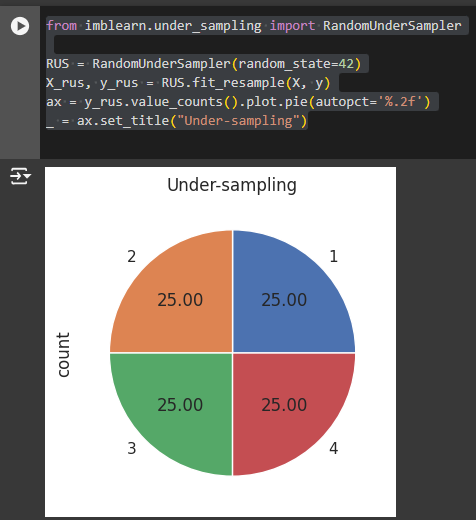 from imblearn.under_sampling import RandomUnderSampler
RUS = RandomUnderSampler(random_state=42)
X_rus, y_rus = RUS.fit_resample(X, y)
ax = y_rus.value_counts().plot.pie(autopct='%.2f')
_ = ax.set_title("Under-sampling")
Under-sampling
2
1
25.00
25.00
count
25.00
25.00
3
4